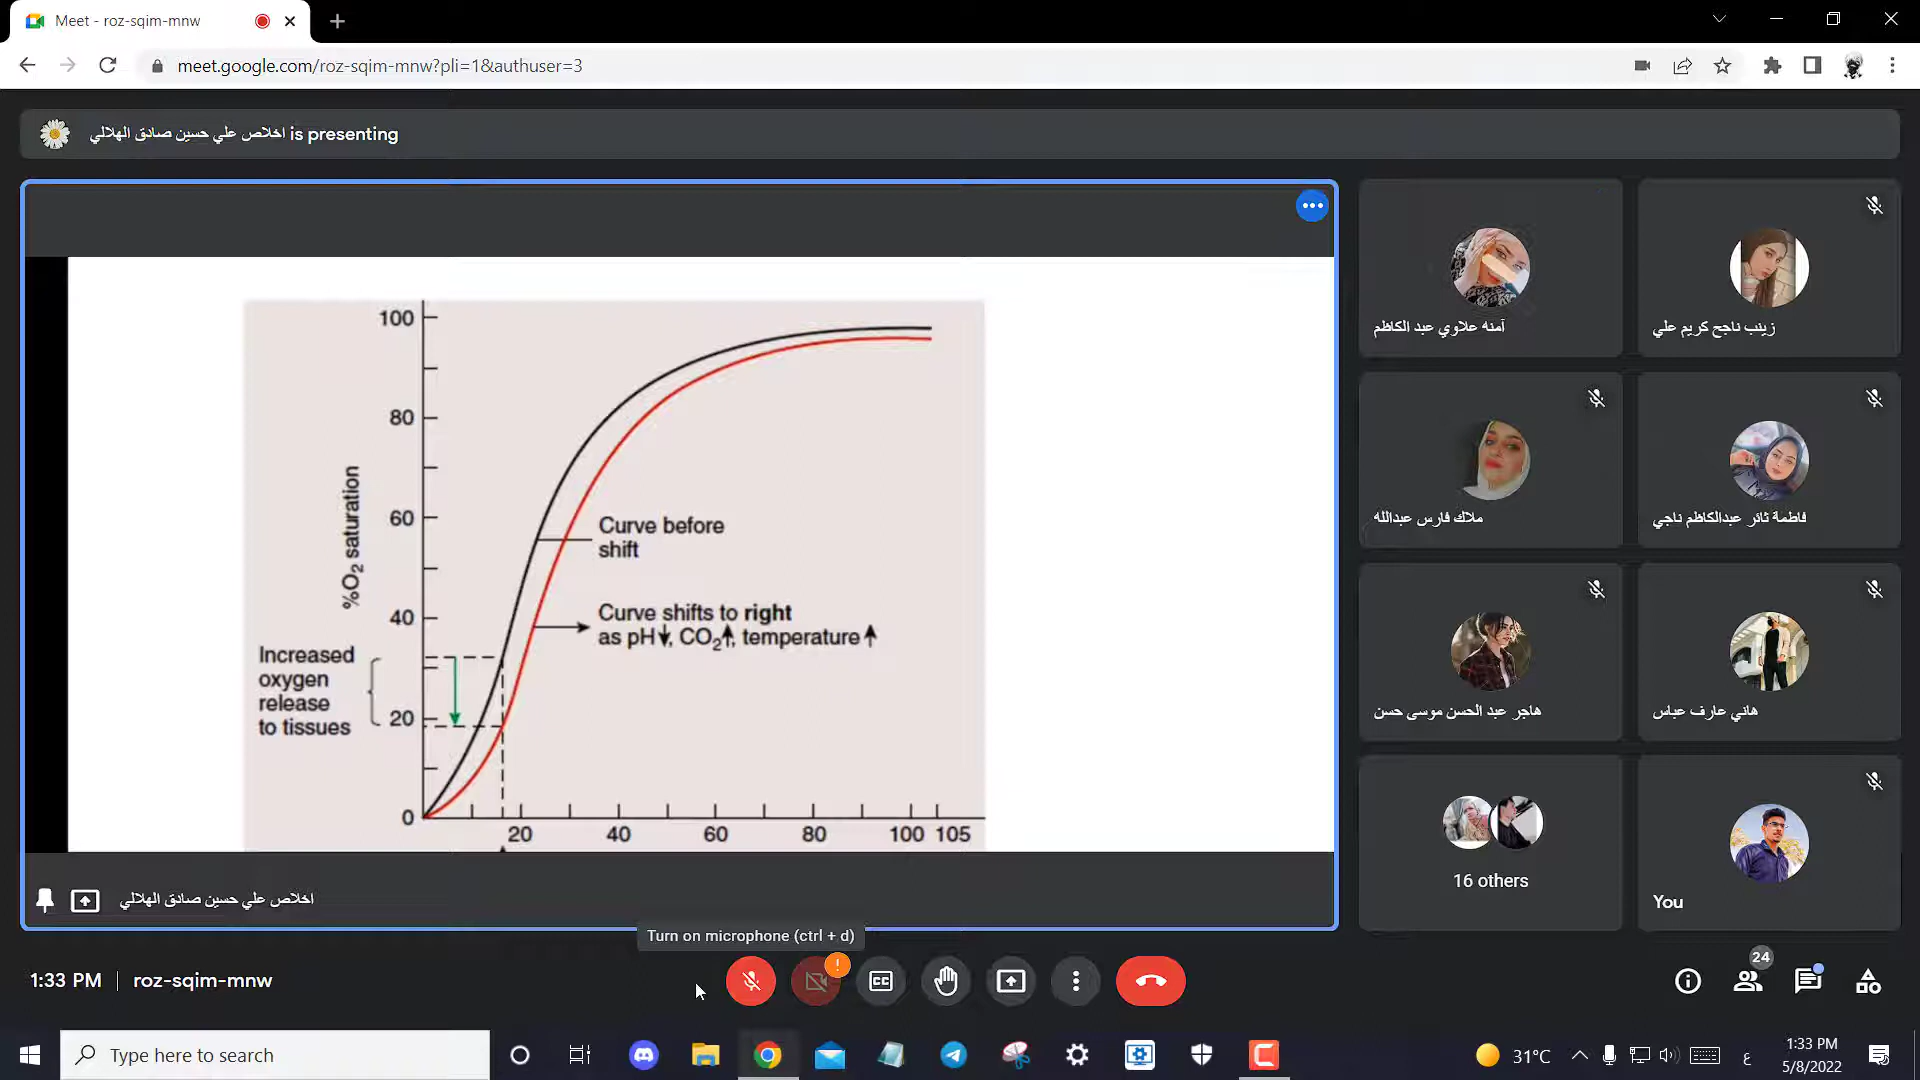 Meet - roz-sqim-mnw
meet.google.com/roz-sqim-mnw?pli=1&authuser=3
اخلاص علي حسين صادق الهلالي is presenting
100
80
60
40
20
0
%O2 saturation
Curve before
shift
Curve shifts to right
as pH↓, CO2↑, temperature↑
Increased
oxygen
release
to tissues
20 40 60 80 100 105
اخلاص علي حسين صادق الهلالي
آمنه علاوي عبد الكاظم
زينب ناجح كريم علي
ملاك فارس عبدالله
فاطمة ثائر عبدالكاظم ناجي
هاجر عبد الحسن موسى حسن
هاني عارف عباس
16 others
You
Turn on microphone (ctrl + d)
1:33 PM | roz-sqim-mnw
CC
24
Type here to search
31°C
ع
1:33 PM
5/8/2022